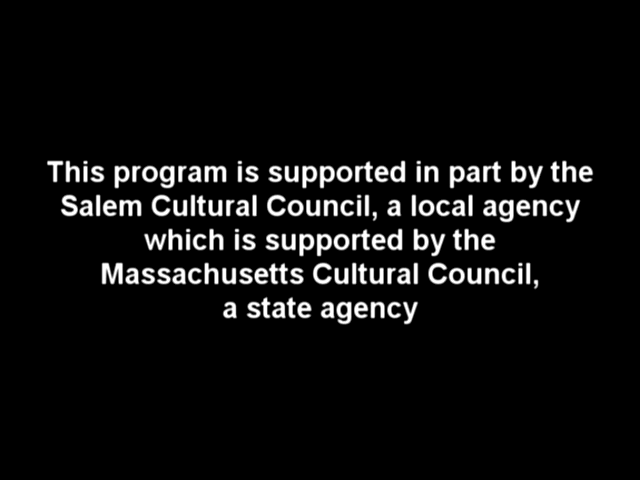 This program is supported in part by the
Salem Cultural Council, a local agency
which is supported by the
Massachusetts Cultural Council,
a state agency